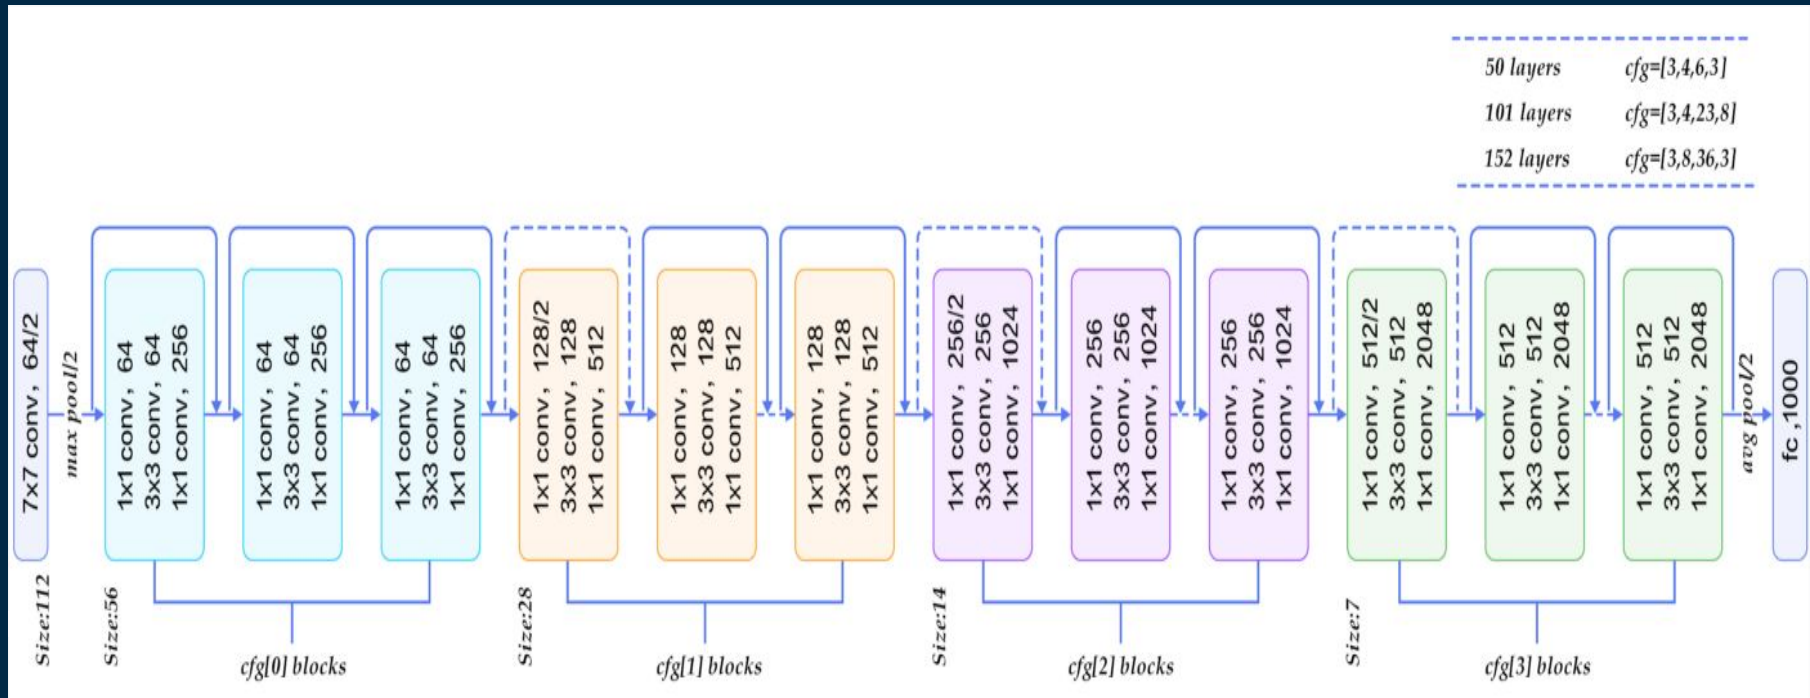 50 layers cfg=[3,4,6,3]
101 layers cfg=[3,4,23,8]
152 layers cfg=[3,8,36,3]
7x7 conv, 64/2
max pool/2
1x1 conv, 64
3x3 conv, 64
1x1 conv, 256
1x1 conv, 64
3x3 conv, 64
1x1 conv, 256
1x1 conv, 64
3x3 conv, 64
1x1 conv, 256
1x1 conv, 128/2
3x3 conv, 128
1x1 conv, 512
1x1 conv, 128
3x3 conv, 128
1x1 conv, 512
1x1 conv, 128
3x3 conv, 128
1x1 conv, 512
1x1 conv, 256/2
3x3 conv, 256
1x1 conv, 1024
1x1 conv, 256
3x3 conv, 256
1x1 conv, 1024
1x1 conv, 256
3x3 conv, 256
1x1 conv, 1024
1x1 conv, 512/2
3x3 conv, 512
1x1 conv, 2048
1x1 conv, 512
3x3 conv, 512
1x1 conv, 2048
1x1 conv, 512
3x3 conv, 512
1x1 conv, 2048
avg pool/2
fc ,1000
Size:112
Size:56
Size:28
Size:14
Size:7
cfg[0] blocks
cfg[1] blocks
cfg[2] blocks
cfg[3] blocks